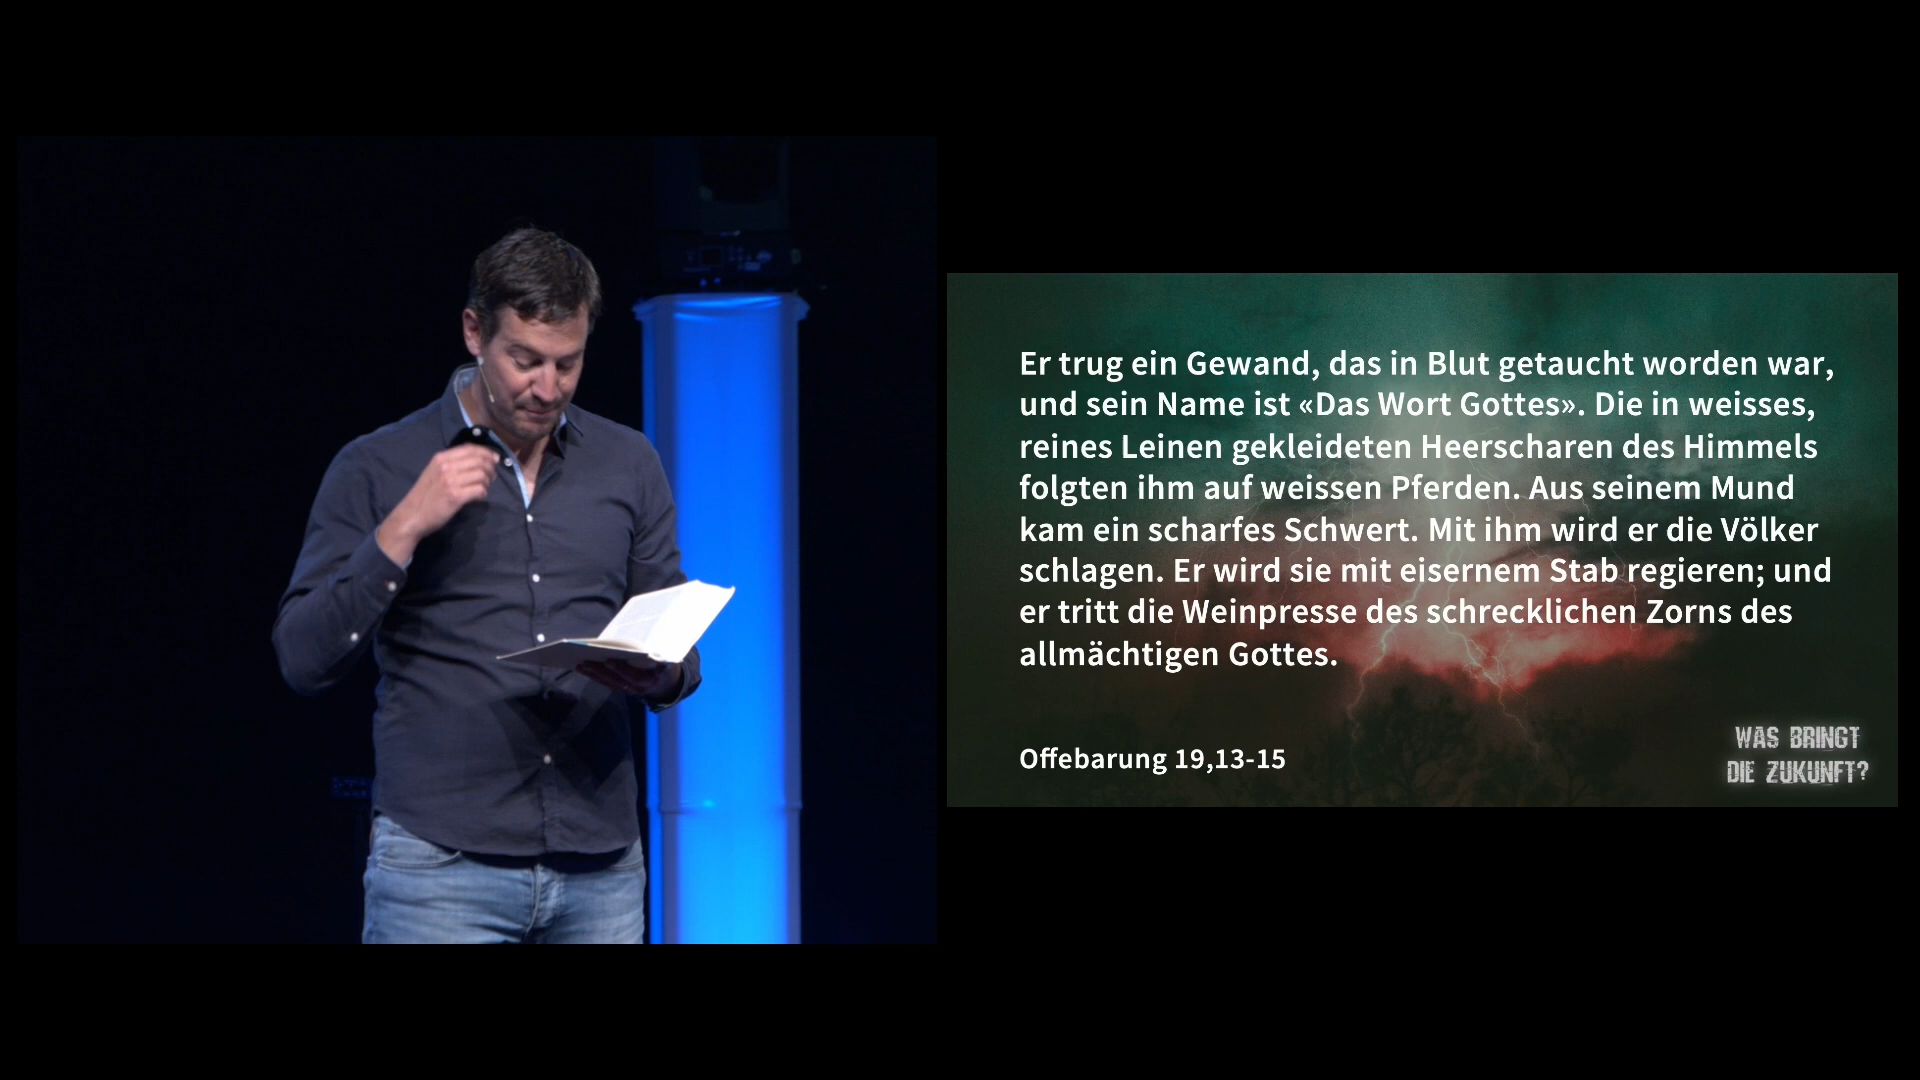 Er trug ein Gewand, das in Blut getaucht worden war,
und sein Name ist «Das Wort Gottes». Die in weisses,
reines Leinen gekleideten Heerscharen des Himmels
folgten ihm auf weissen Pferden. Aus seinem Mund
kam ein scharfes Schwert. Mit ihm wird er die Völker
schlagen. Er wird sie mit eisernem Stab regieren; und
er tritt die Weinpresse des schrecklichen Zorns des
allmächtigen Gottes.
Offebarung 19,13-15
WAS BRINGT
DIE ZUKUNFT?